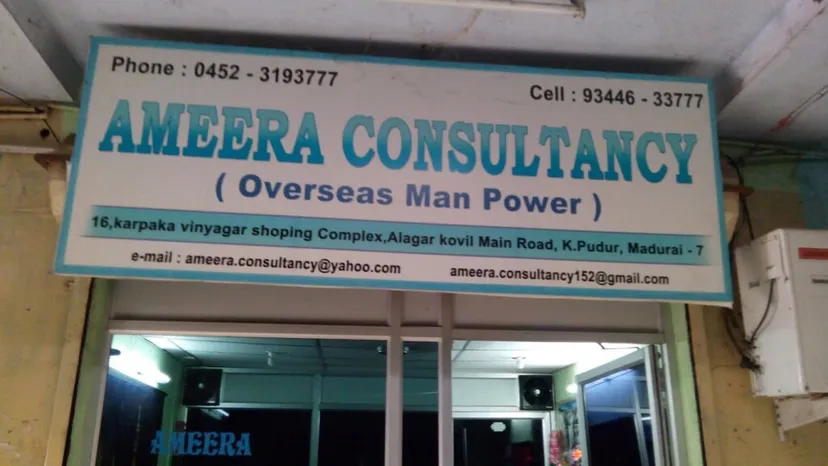 Phone : 0452 - 3193777
Cell : 93446 - 33777
AMEERA CONSULTANCY
( Overseas Man Power )
16,karpaka vinyagar shoping Complex,Alagar kovil Main Road, K.Pudur, Madurai - 7
e-mail : ameera.consultancy@yahoo.com
ameera.consultancy152@gmail.com
AMEERA